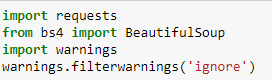 import requests
from bs4 import BeautifulSoup
import warnings
warnings.filterwarnings('ignore')